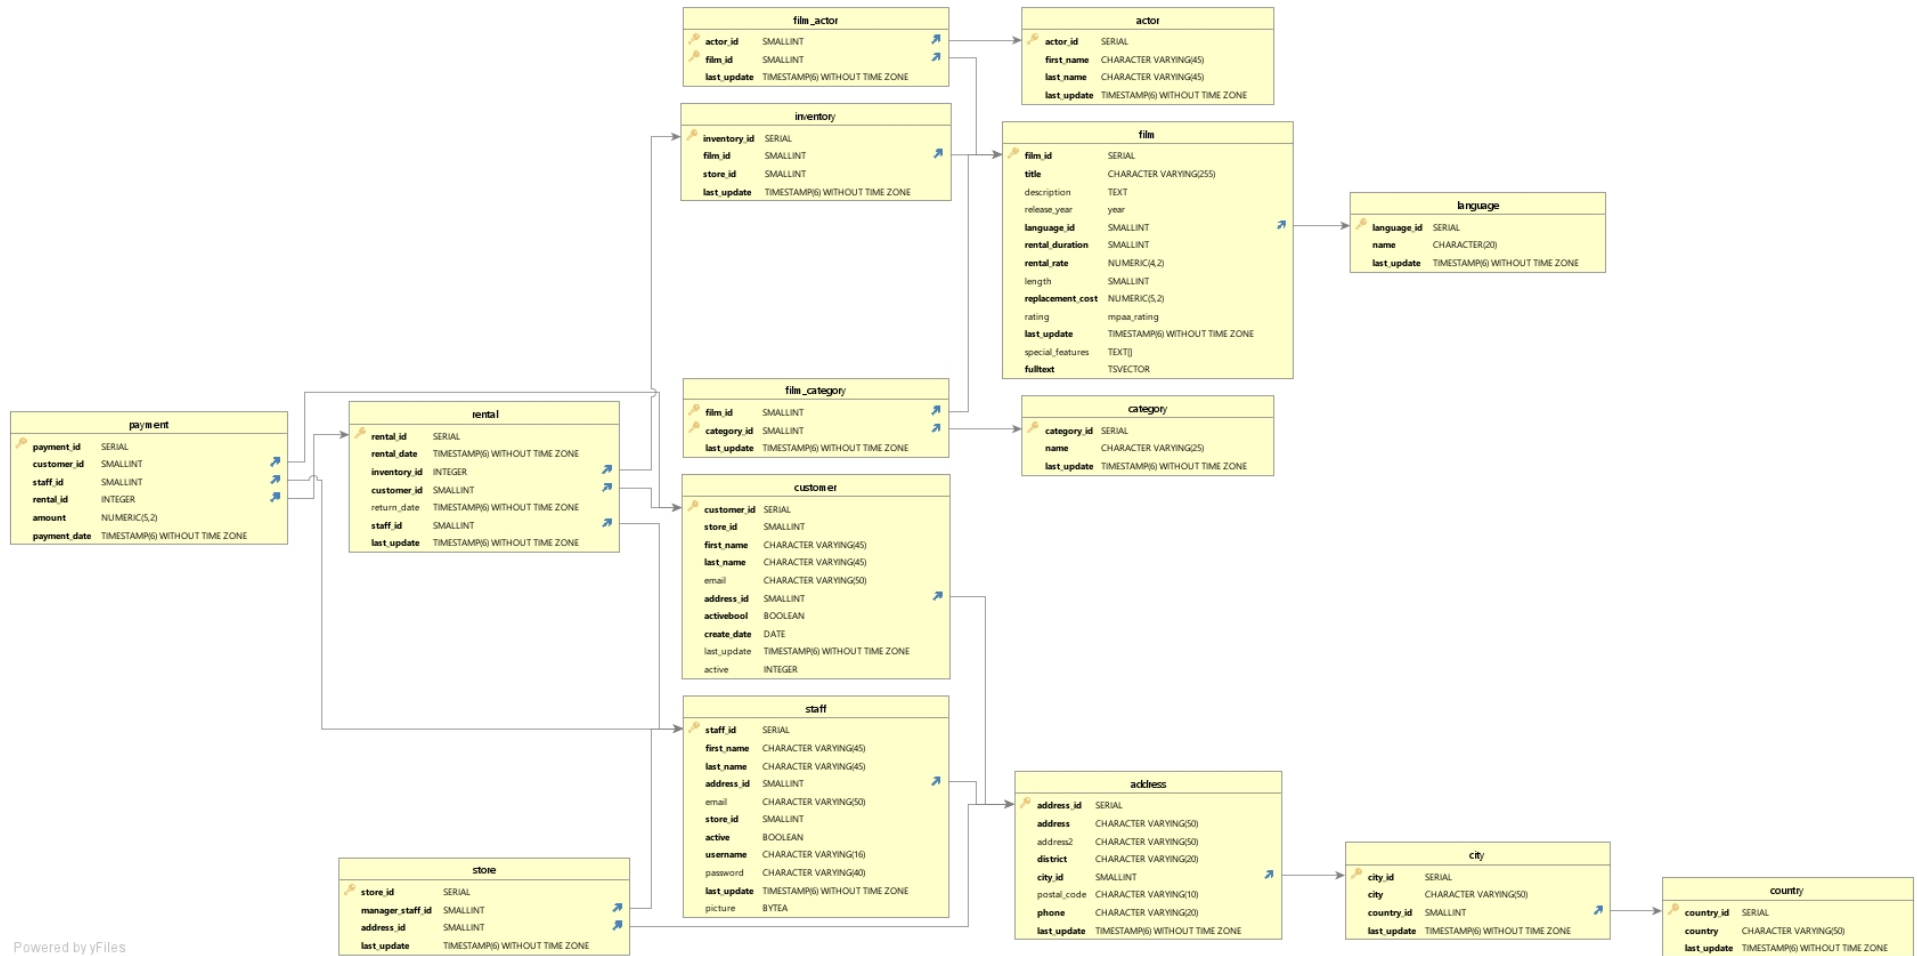 film_actor
actor_id SMALLINT
film_id SMALLINT
last_update TIMESTAMP(6) WITHOUT TIME ZONE
actor
actor_id SERIAL
first_name CHARACTER VARYING(45)
last_name CHARACTER VARYING(45)
last_update TIMESTAMP(6) WITHOUT TIME ZONE
inventory
inventory_id SERIAL
film_id SMALLINT
store_id SMALLINT
last_update TIMESTAMP(6) WITHOUT TIME ZONE
film
film_id SERIAL
title CHARACTER VARYING(255)
description TEXT
release_year year
language_id SMALLINT
rental_duration SMALLINT
rental_rate NUMERIC(4,2)
length SMALLINT
replacement_cost NUMERIC(5,2)
rating mpaa_rating
last_update TIMESTAMP(6) WITHOUT TIME ZONE
special_features TEXT[]
fulltext TSVECTOR
language
language_id SERIAL
name CHARACTER(20)
last_update TIMESTAMP(6) WITHOUT TIME ZONE
payment
payment_id SERIAL
customer_id SMALLINT
staff_id SMALLINT
rental_id INTEGER
amount NUMERIC(5,2)
payment_date TIMESTAMP(6) WITHOUT TIME ZONE
rental
rental_id SERIAL
rental_date TIMESTAMP(6) WITHOUT TIME ZONE
inventory_id INTEGER
customer_id SMALLINT
return_date TIMESTAMP(6) WITHOUT TIME ZONE
staff_id SMALLINT
last_update TIMESTAMP(6) WITHOUT TIME ZONE
film_category
film_id SMALLINT
category_id SMALLINT
last_update TIMESTAMP(6) WITHOUT TIME ZONE
category
category_id SERIAL
name CHARACTER VARYING(25)
last_update TIMESTAMP(6) WITHOUT TIME ZONE
customer
customer_id SERIAL
store_id SMALLINT
first_name CHARACTER VARYING(45)
last_name CHARACTER VARYING(45)
email CHARACTER VARYING(50)
address_id SMALLINT
activebool BOOLEAN
create_date DATE
last_update TIMESTAMP(6) WITHOUT TIME ZONE
active INTEGER
staff
staff_id SERIAL
first_name CHARACTER VARYING(45)
last_name CHARACTER VARYING(45)
address_id SMALLINT
email CHARACTER VARYING(50)
store_id SMALLINT
active BOOLEAN
username CHARACTER VARYING(16)
password CHARACTER VARYING(40)
last_update TIMESTAMP(6) WITHOUT TIME ZONE
picture BYTEA
store
store_id SERIAL
manager_staff_id SMALLINT
address_id SMALLINT
last_update TIMESTAMP(6) WITHOUT TIME ZONE
address
address_id SERIAL
address CHARACTER VARYING(50)
address2 CHARACTER VARYING(50)
district CHARACTER VARYING(20)
city_id SMALLINT
postal_code CHARACTER VARYING(10)
phone CHARACTER VARYING(20)
last_update TIMESTAMP(6) WITHOUT TIME ZONE
city
city_id SERIAL
city CHARACTER VARYING(50)
country_id SMALLINT
last_update TIMESTAMP(6) WITHOUT TIME ZONE
country
country_id SERIAL
country CHARACTER VARYING(50)
last_update TIMESTAMP(6) WITHOUT TIME ZONE
Powered by yFiles